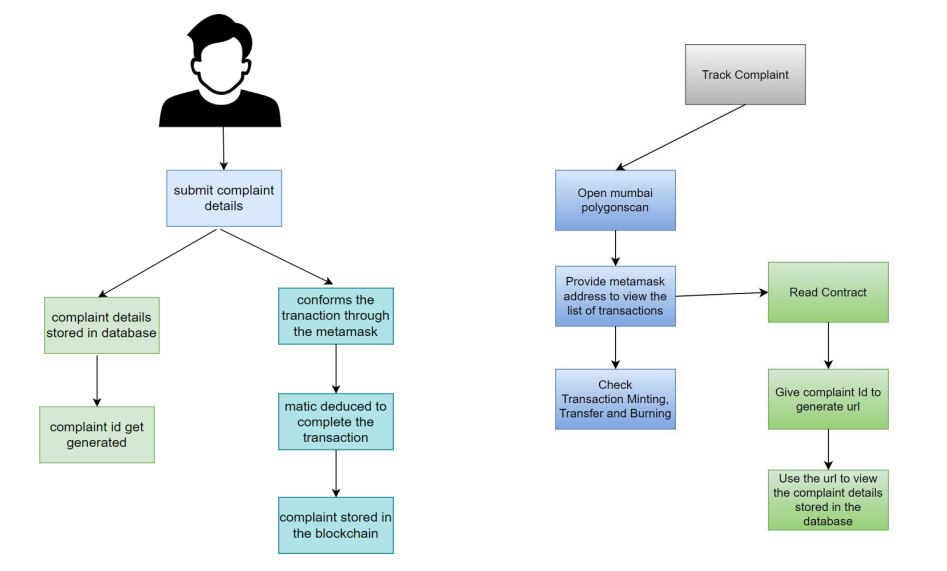 submit complaint
details
complaint details
stored in database
complaint id get
generated
conforms the
tranaction through
the metamask
matic deduced to
complete the
transaction
complaint stored in
the blockchain
Track Complaint
Open mumbai
polygonscan
Provide metamask
address to view the
list of transactions
Check
Transaction Minting,
Transfer and Burning
Read Contract
Give complaint Id to
generate url
Use the url to view
the complaint details
stored in the
database